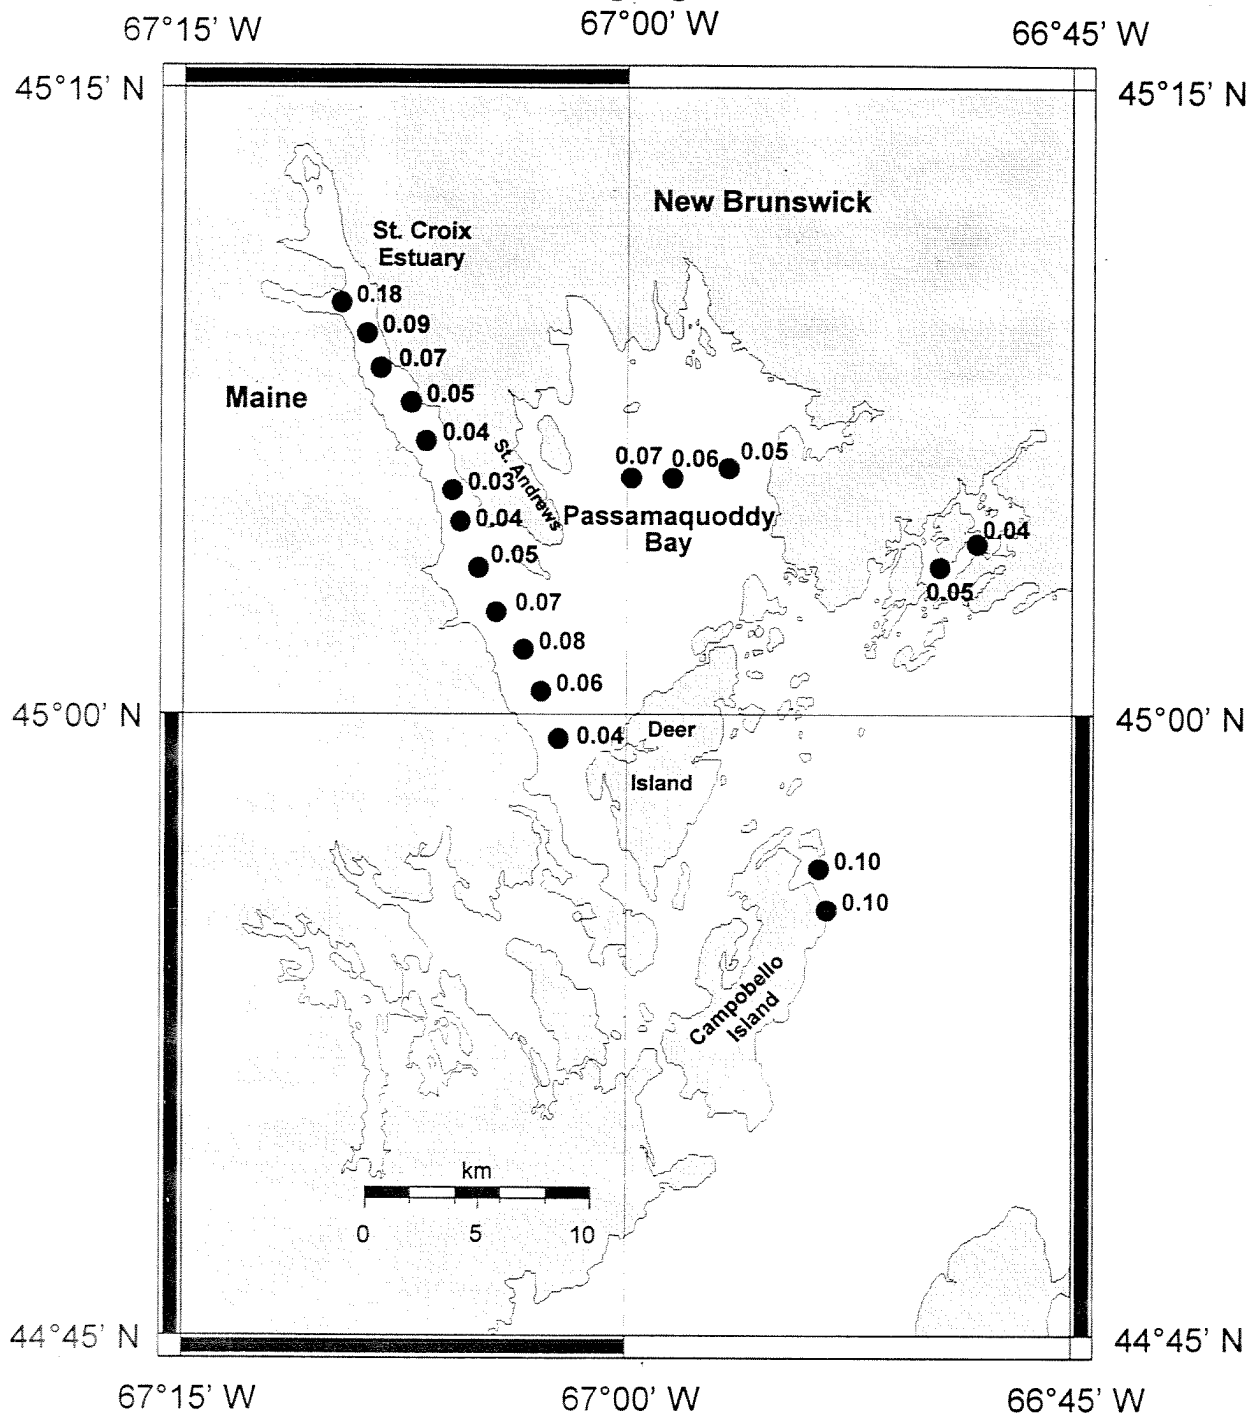 67°15' W
67°00' W
66°45' W
45°15' N
45°15' N
New Brunswick
St. Croix
Estuary
0.18
0.09
0.07
Maine
0.05
0.04
St. Andrews
0.07
0.06
0.05
0.03
0.04
Passamaquoddy
Bay
0.04
0.05
0.05
0.07
0.08
0.06
45°00' N
45°00' N
0.04
Deer
Island
0.10
0.10
Campobello
Island
km
0
5
10
44°45' N
44°45' N
67°15' W
67°00' W
66°45' W